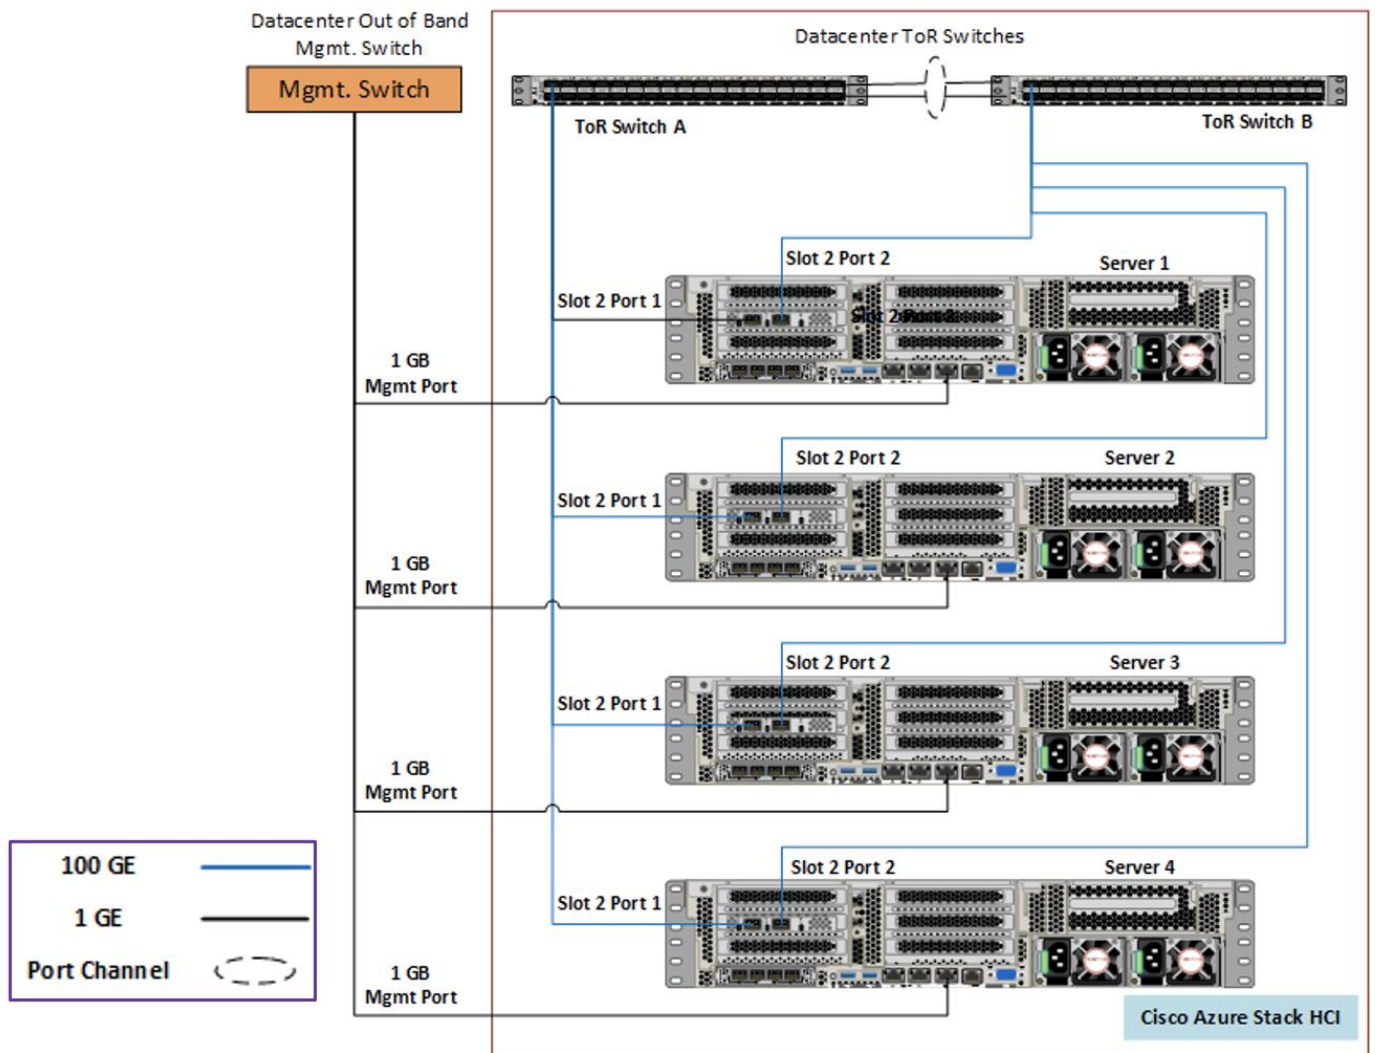 Datacenter Out of Band
Mgmt. Switch
Mgmt. Switch
Datacenter ToR Switches
ToR Switch A
ToR Switch B
Slot 2 Port 2
Server 1
Slot 2 Port 1
1 GB
Mgmt Port
Slot 2 Port 2
Server 2
Slot 2 Port 1
1 GB
Mgmt Port
Slot 2 Port 2
Server 3
Slot 2 Port 1
1 GB
Mgmt Port
Slot 2 Port 2
Server 4
Slot 2 Port 1
1 GB
Mgmt Port
100 GE
1 GE
Port Channel
Cisco Azure Stack HCI